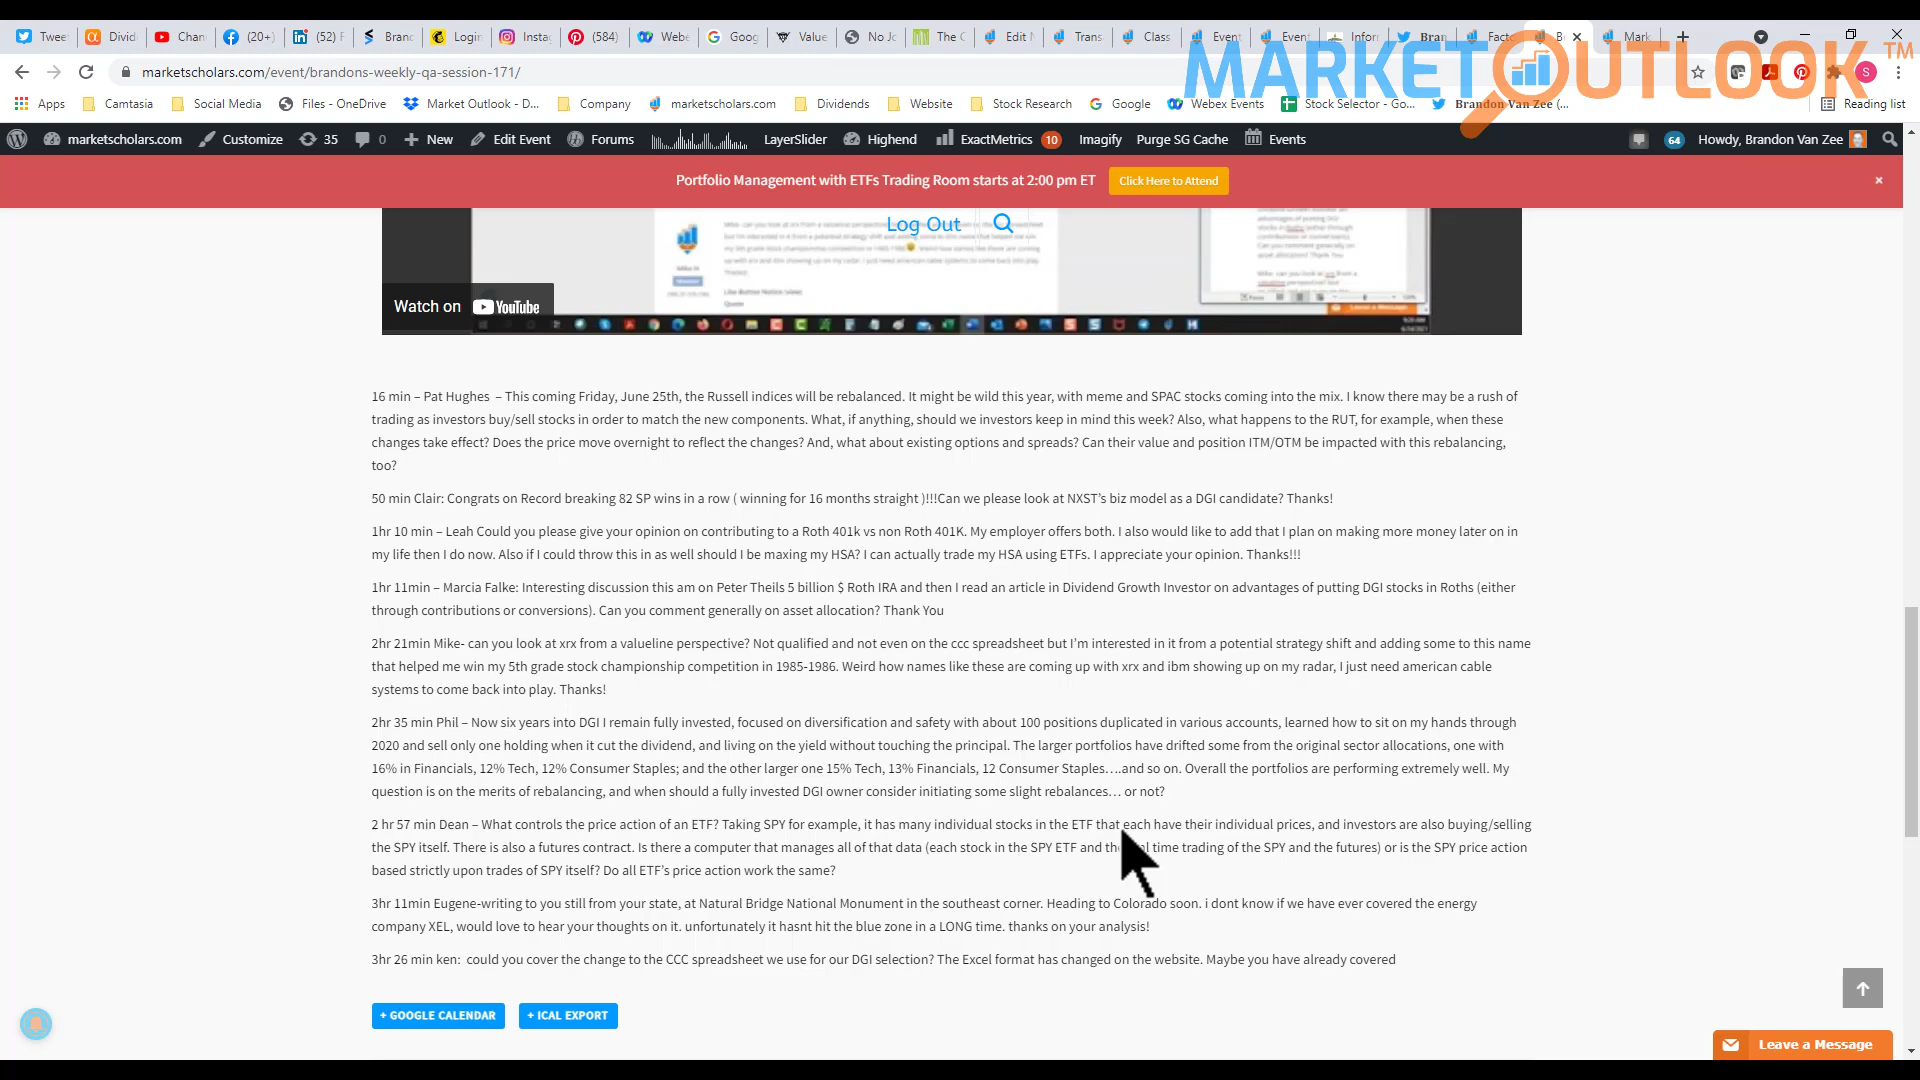 Twee
Divid
Chan
(20+)
(52) F
Branc
Login
Insta
(584)
Webe
Goog
Value
No Jo
The C
Edit N
Trans
Class
Event
Event
Inforr
Bran
Facto
B
Mark
MARKETOUTLOOK™
marketscholars.com/event/brandons-weekly-qa-session-171/
Apps
Camtasia
Social Media
Files - OneDrive
Market Outlook - D...
Company
marketscholars.com
Dividends
Website
Stock Research
Google
Webex Events
Stock Selector - Go...
Brandon Van Zee (...
Reading list
marketscholars.com
Customize
35
0
New
Edit Event
Forums
LayerSlider
Highend
ExactMetrics 10
Imagify
Purge SG Cache
Events
64
Howdy, Brandon Van Zee
Portfolio Management with ETFs Trading Room starts at 2:00 pm ET
Click Here to Attend
×
Log Out
Watch on YouTube
16 min – Pat Hughes – This coming Friday, June 25th, the Russell indices will be rebalanced. It might be wild this year, with meme and SPAC stocks coming into the mix. I know there may be a rush of
trading as investors buy/sell stocks in order to match the new components. What, if anything, should we investors keep in mind this week? Also, what happens to the RUT, for example, when these
changes take effect? Does the price move overnight to reflect the changes? And, what about existing options and spreads? Can their value and position ITM/OTM be impacted with this rebalancing,
too?
50 min Clair: Congrats on Record breaking 82 SP wins in a row ( winning for 16 months straight )!!!Can we please look at NXST's biz model as a DGI candidate? Thanks!
1hr 10 min – Leah Could you please give your opinion on contributing to a Roth 401k vs non Roth 401K. My employer offers both. I also would like to add that I plan on making more money later on in
my life then I do now. Also if I could throw this in as well should I be maxing my HSA? I can actually trade my HSA using ETFs. I appreciate your opinion. Thanks!!!
1hr 11min – Marcia Falke: Interesting discussion this am on Peter Theils 5 billion $ Roth IRA and then I read an article in Dividend Growth Investor on advantages of putting DGI stocks in Roths (either
through contributions or conversions). Can you comment generally on asset allocation? Thank You
2hr 21min Mike- can you look at xrx from a valueline perspective? Not qualified and not even on the ccc spreadsheet but I'm interested in it from a potential strategy shift and adding some to this name
that helped me win my 5th grade stock championship competition in 1985-1986. Weird how names like these are coming up with xrx and ibm showing up on my radar, I just need american cable
systems to come back into play. Thanks!
2hr 35 min Phil – Now six years into DGI I remain fully invested, focused on diversification and safety with about 100 positions duplicated in various accounts, learned how to sit on my hands through
2020 and sell only one holding when it cut the dividend, and living on the yield without touching the principal. The larger portfolios have drifted some from the original sector allocations, one with
16% in Financials, 12% Tech, 12% Consumer Staples; and the other larger one 15% Tech, 13% Financials, 12 Consumer Staples….and so on. Overall the portfolios are performing extremely well. My
question is on the merits of rebalancing, and when should a fully invested DGI owner consider initiating some slight rebalances… or not?
2 hr 57 min Dean – What controls the price action of an ETF? Taking SPY for example, it has many individual stocks in the ETF that each have their individual prices, and investors are also buying/selling
the SPY itself. There is also a futures contract. Is there a computer that manages all of that data (each stock in the SPY ETF and the time trading of the SPY and the futures) or is the SPY price action
based strictly upon trades of SPY itself? Do all ETF's price action work the same?
3hr 11min Eugene-writing to you still from your state, at Natural Bridge National Monument in the southeast corner. Heading to Colorado soon. i dont know if we have ever covered the energy
company XEL, would love to hear your thoughts on it. unfortunately it hasnt hit the blue zone in a LONG time. thanks on your analysis!
3hr 26 min ken: could you cover the change to the CCC spreadsheet we use for our DGI selection? The Excel format has changed on the website. Maybe you have already covered
+ GOOGLE CALENDAR
+ ICAL EXPORT
Leave a Message